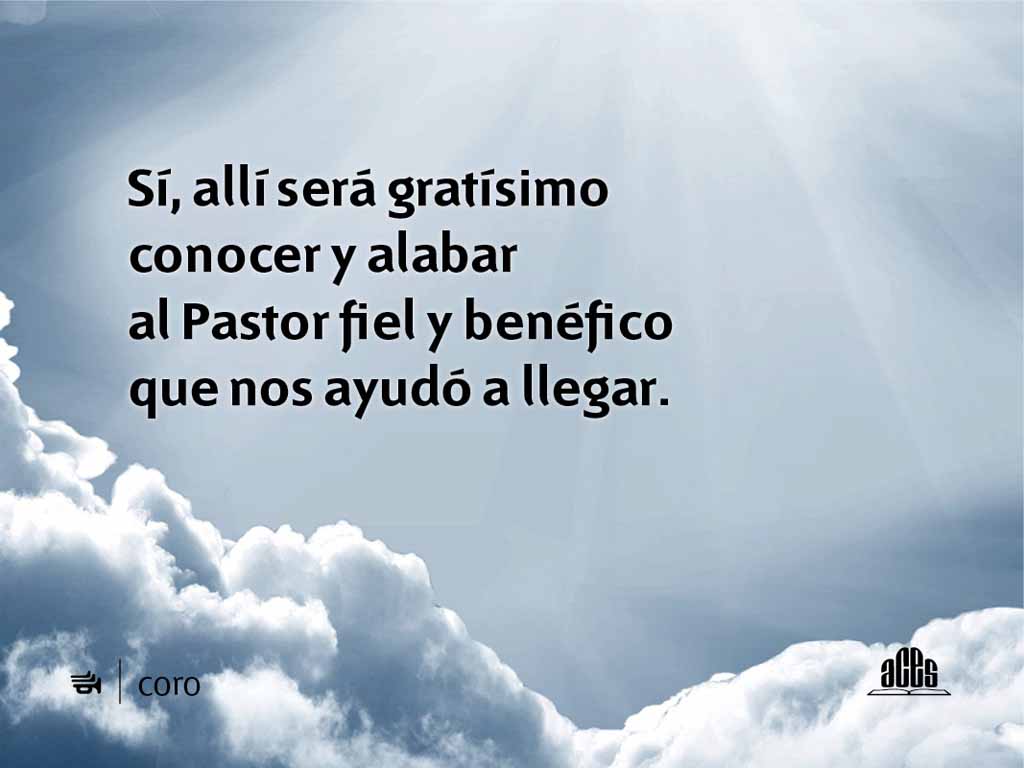 Sí, allí será gratísimo
conocer y alabar
al Pastor fiel y benéfico
que nos ayudó a llegar.
coro
aces